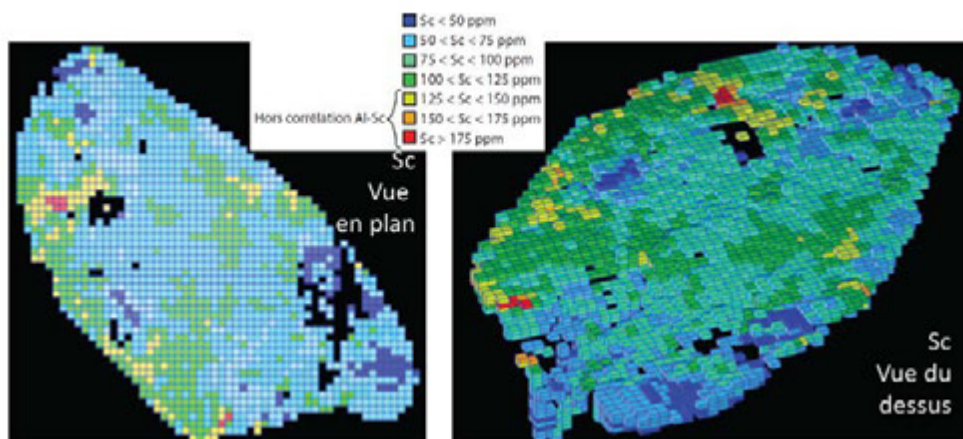 Sc < 50 ppm
50 < Sc < 75 ppm
75 < Sc < 100 ppm
100 < Sc < 125 ppm
125 < Sc < 150 ppm
Hors corrélation Al-Sc
150 < Sc < 175 ppm
Sc > 175 ppm
Sc
Vue
en plan
Sc
Vue du
dessus